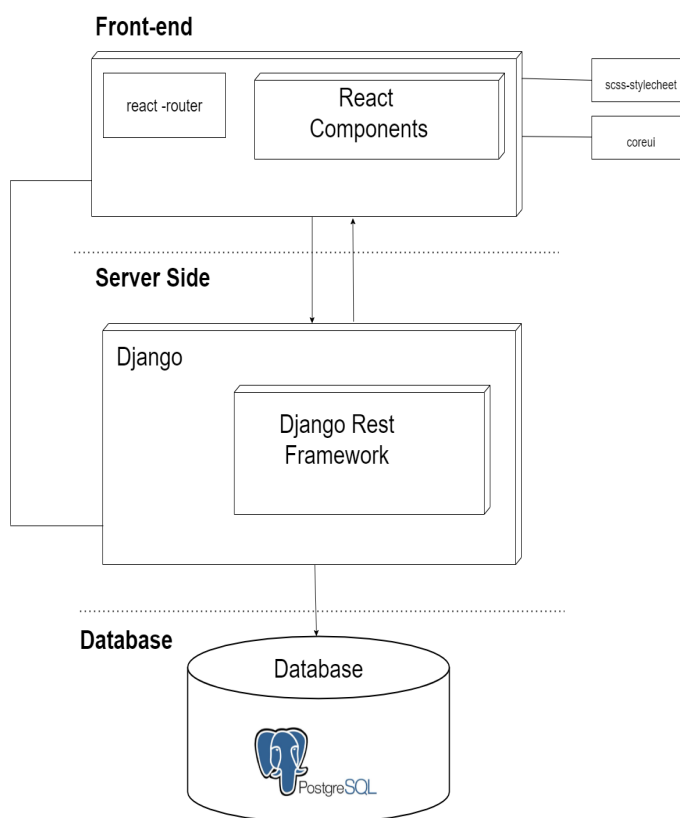 Front-end
react -router
React
Components
scss-stylecheet
coreui
Server Side
Django
Django Rest
Framework
Database
Database
PostgreSQL